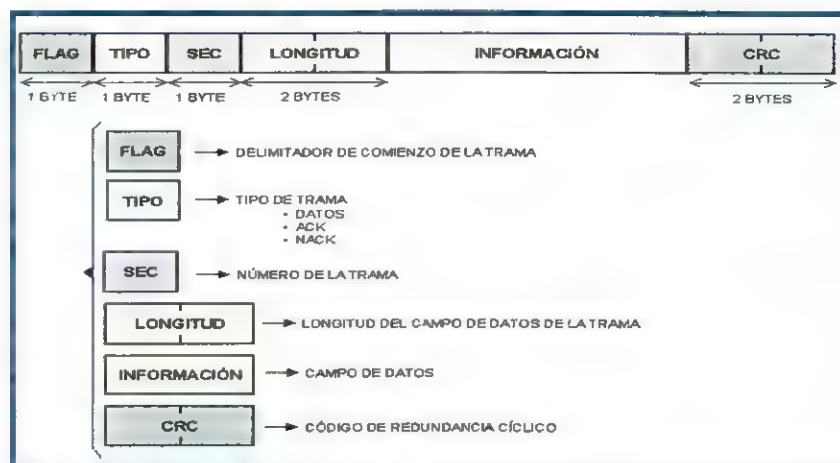 FLAG TIPO SEC LONGITUD INFORMACIÓN CRC
1 BYTE 1 BYTE 1 BYTE 2 BYTES 2 BYTES
FLAG DELIMITADOR DE COMIENZO DE LA TRAMA
TIPO TIPO DE TRAMA
• DATOS
• ACK
• NACK
SEC NÚMERO DE LA TRAMA
LONGITUD LONGITUD DEL CAMPO DE DATOS DE LA TRAMA
INFORMACIÓN CAMPO DE DATOS
CRC CÓDIGO DE REDUNDANCIA CÍCLICO